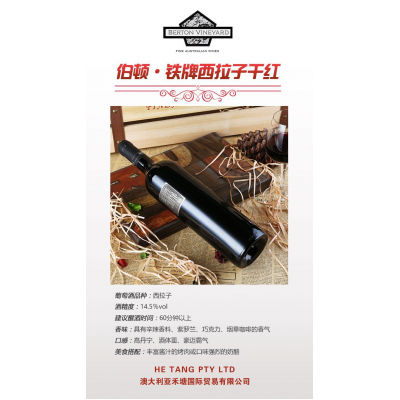 BERTON VINEYARD
FINE AUSTRALIAN WINES
伯顿·铁牌西拉子干红
葡萄酒品种：西拉子
酒精度：14.5%vol
建议醒酒时间：60分钟以上
香味：具有辛辣香料、紫罗兰、巧克力、烟草咖啡的香气
口感：高丹宁、酒体重、豪迈霸气
美食搭配：丰富酱汁的烤肉或口味强烈的奶酪
HE TANG PTY LTD
澳大利亚禾塘国际贸易有限公司